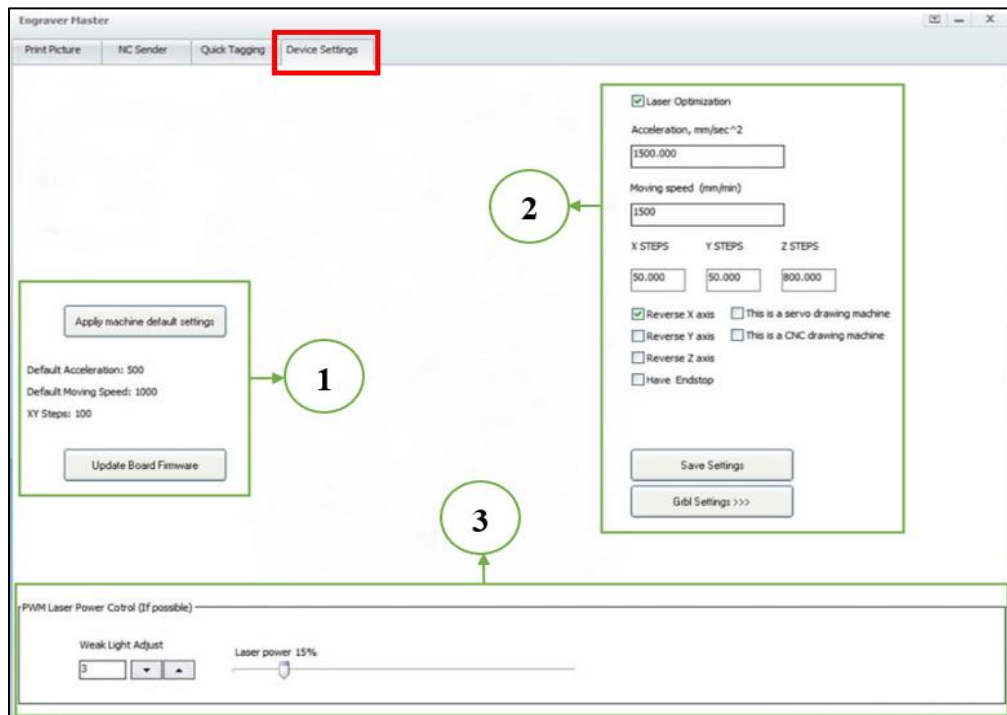 Engraver Master
Print Picture NC Sender Quick Tagging Device Settings
Laser Optimization
Acceleration, mm/sec^2
1500.000
Moving speed (mm/min)
1500
X STEPS Y STEPS Z STEPS
50.000 50.000 800.000
Reverse X axis This is a servo drawing machine
Reverse Y axis This is a CNC drawing machine
Reverse Z axis
Have Endstop
Save Settings
Grbl Settings >>>
2
Appliy machine default settings
Default Acceleration: 500
Default Moving Speed: 1000
XY Steps: 100
Update Board Firmware
1
3
PWM Laser Power Cotrol (If possible)
Weak Light Adjust
3
Laser power 15%